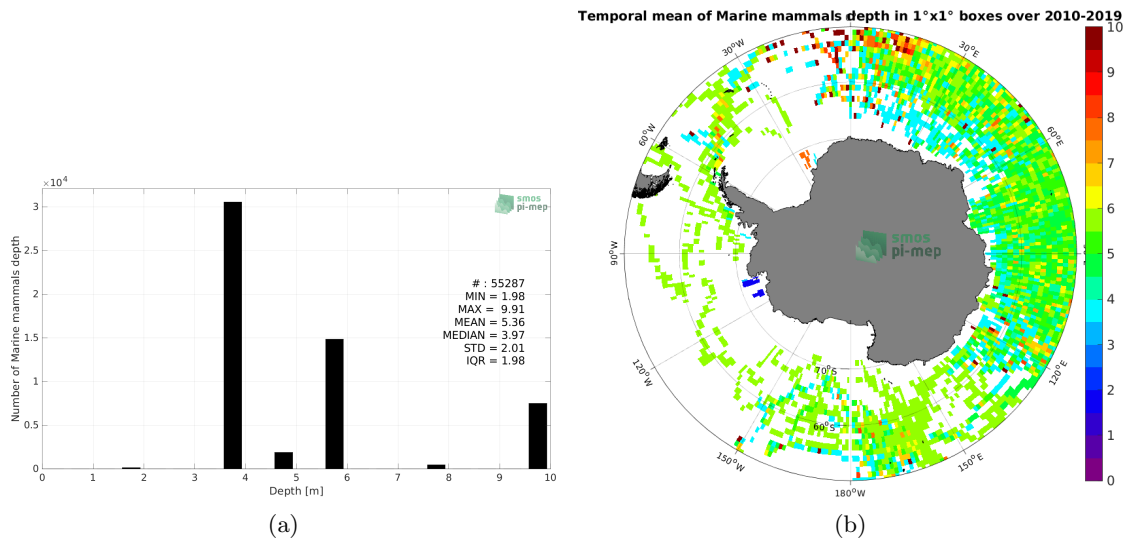 ×10⁴
3
2.5
2
1.5
1
0.5
0
Number of Marine mammals depth
smos
pi-mep
# : 55287
MIN = 1.98
MAX = 9.91
MEAN = 5.36
MEDIAN = 3.97
STD = 2.01
IQR = 1.98
0 1 2 3 4 5 6 7 8 9 10
Depth [m]
(a)
Temporal mean of Marine mammals depth in 1°x1° boxes over 2010-2019
30°W
30°E
60°W
60°E
90°W
smos
pi-mep
120°W
120°E
70°S
60°S
150°W
150°E
180°W
10
9
8
7
6
5
4
3
2
1
0
(b)